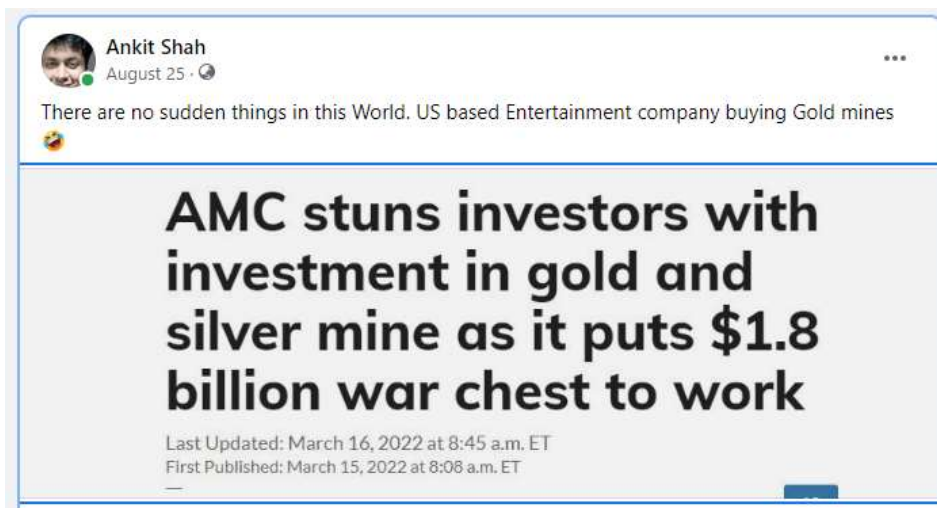 Ankit Shah
August 25 ·
There are no sudden things in this World. US based Entertainment company buying Gold mines
🤣
AMC stuns investors with
investment in gold and
silver mine as it puts $1.8
billion war chest to work
Last Updated: March 16, 2022 at 8:45 a.m. ET
First Published: March 15, 2022 at 8:08 a.m. ET